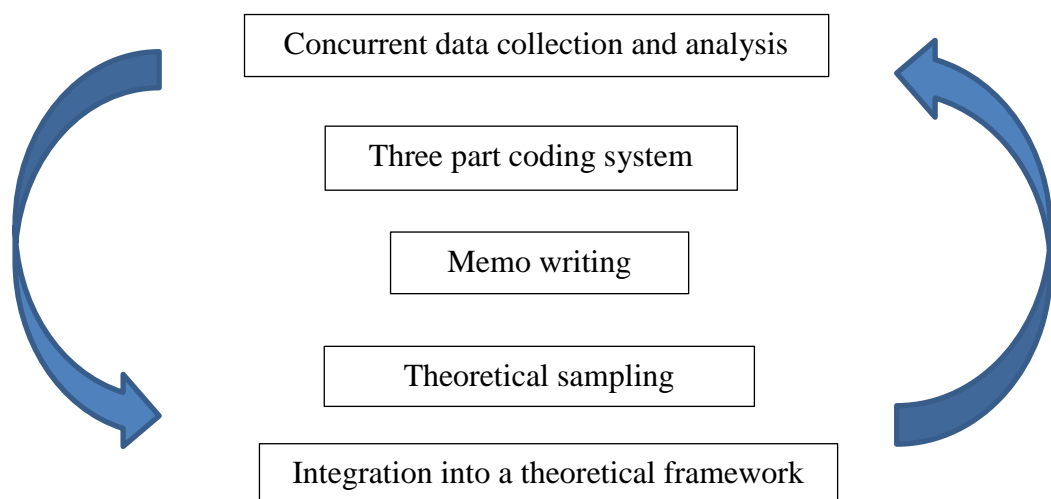 Concurrent data collection and analysis
Three part coding system
Memo writing
Theoretical sampling
Integration into a theoretical framework